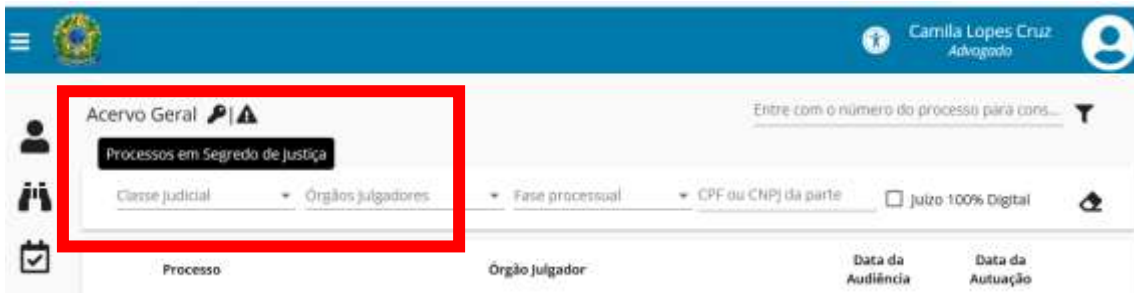 Camila Lopes Cruz
Advogado
Acervo Geral |
Entre com o número do processo para cons...
Processos em Segredo de Justiça
Classe Judicial Órgãos Julgadores Fase processual CPF ou CNPJ da parte Juízo 100% Digital
Processo Órgão Julgador Data da Audiência Data da Autuação